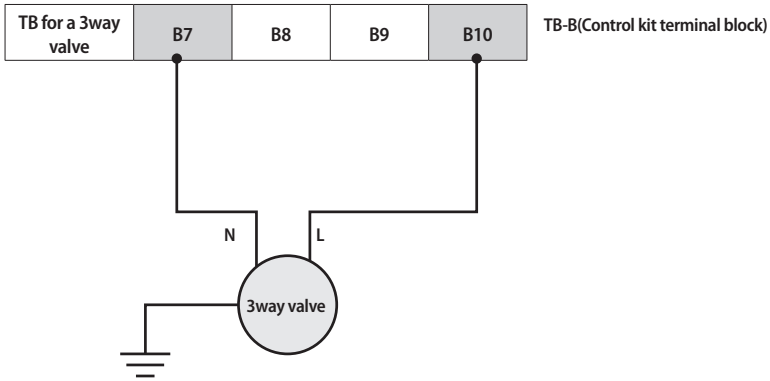 TB for a 3way
valve
B7
B8
B9
B10
TB-B(Control kit terminal block)
N
L
3way valve